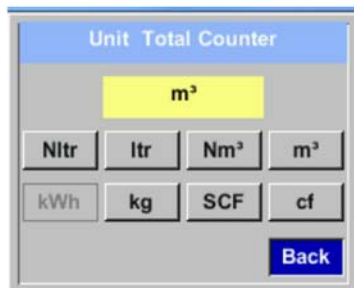 Unit Total Counter
m³
Nltr ltr Nm³ m³
kWh kg SCF cf
Back